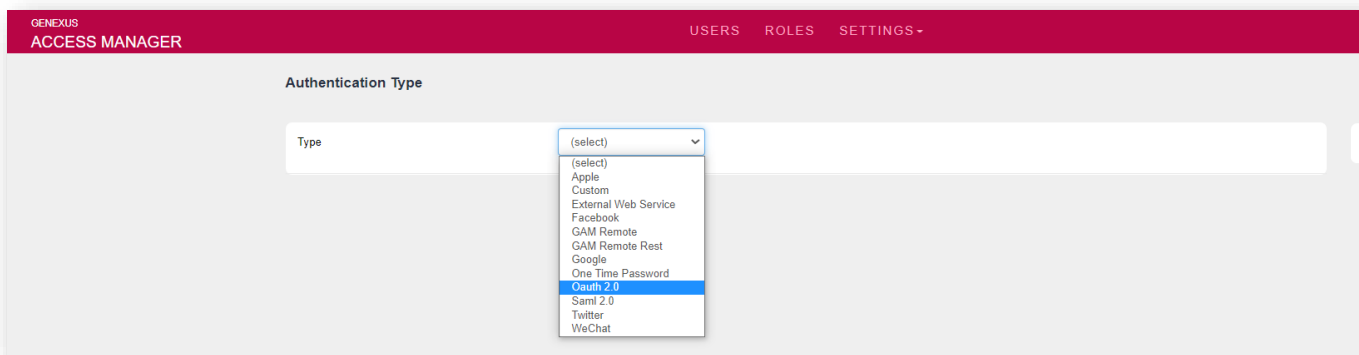 GENEXUS
ACCESS MANAGER
USERS ROLES SETTINGS
Authentication Type
Type
(select)
(select)
Apple
Custom
External Web Service
Facebook
GAM Remote
GAM Remote Rest
Google
One Time Password
Oauth 2.0
Saml 2.0
Twitter
WeChat